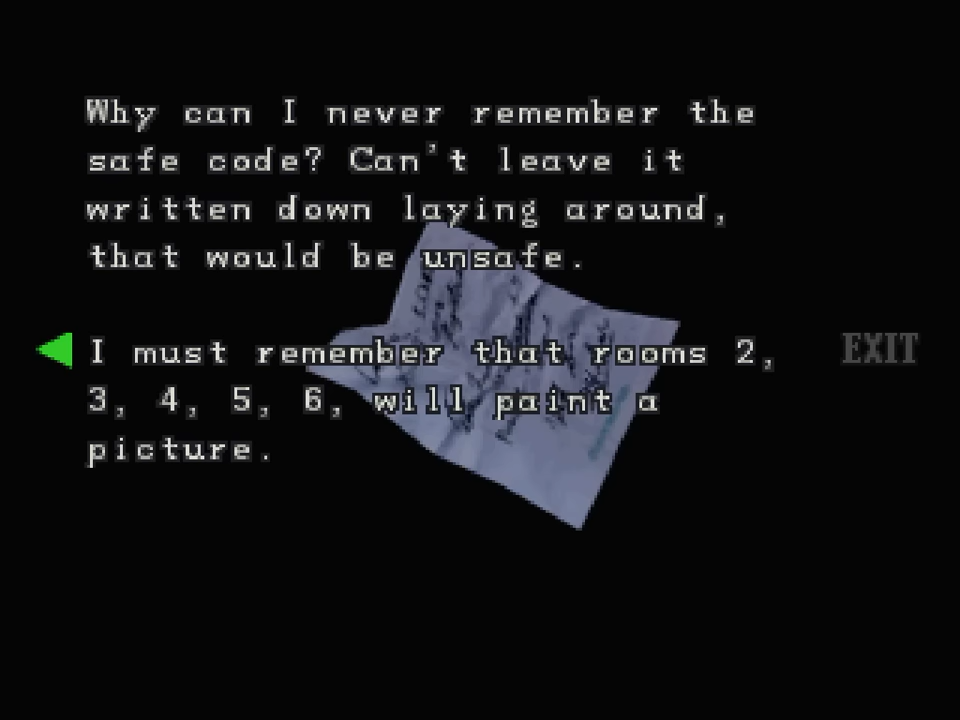 Why can I never remember the
safe code? Can't leave it
written down laying around,
that would be unsafe.
I must remember that rooms 2,
3, 4, 5, 6, will paint a
picture.
EXIT